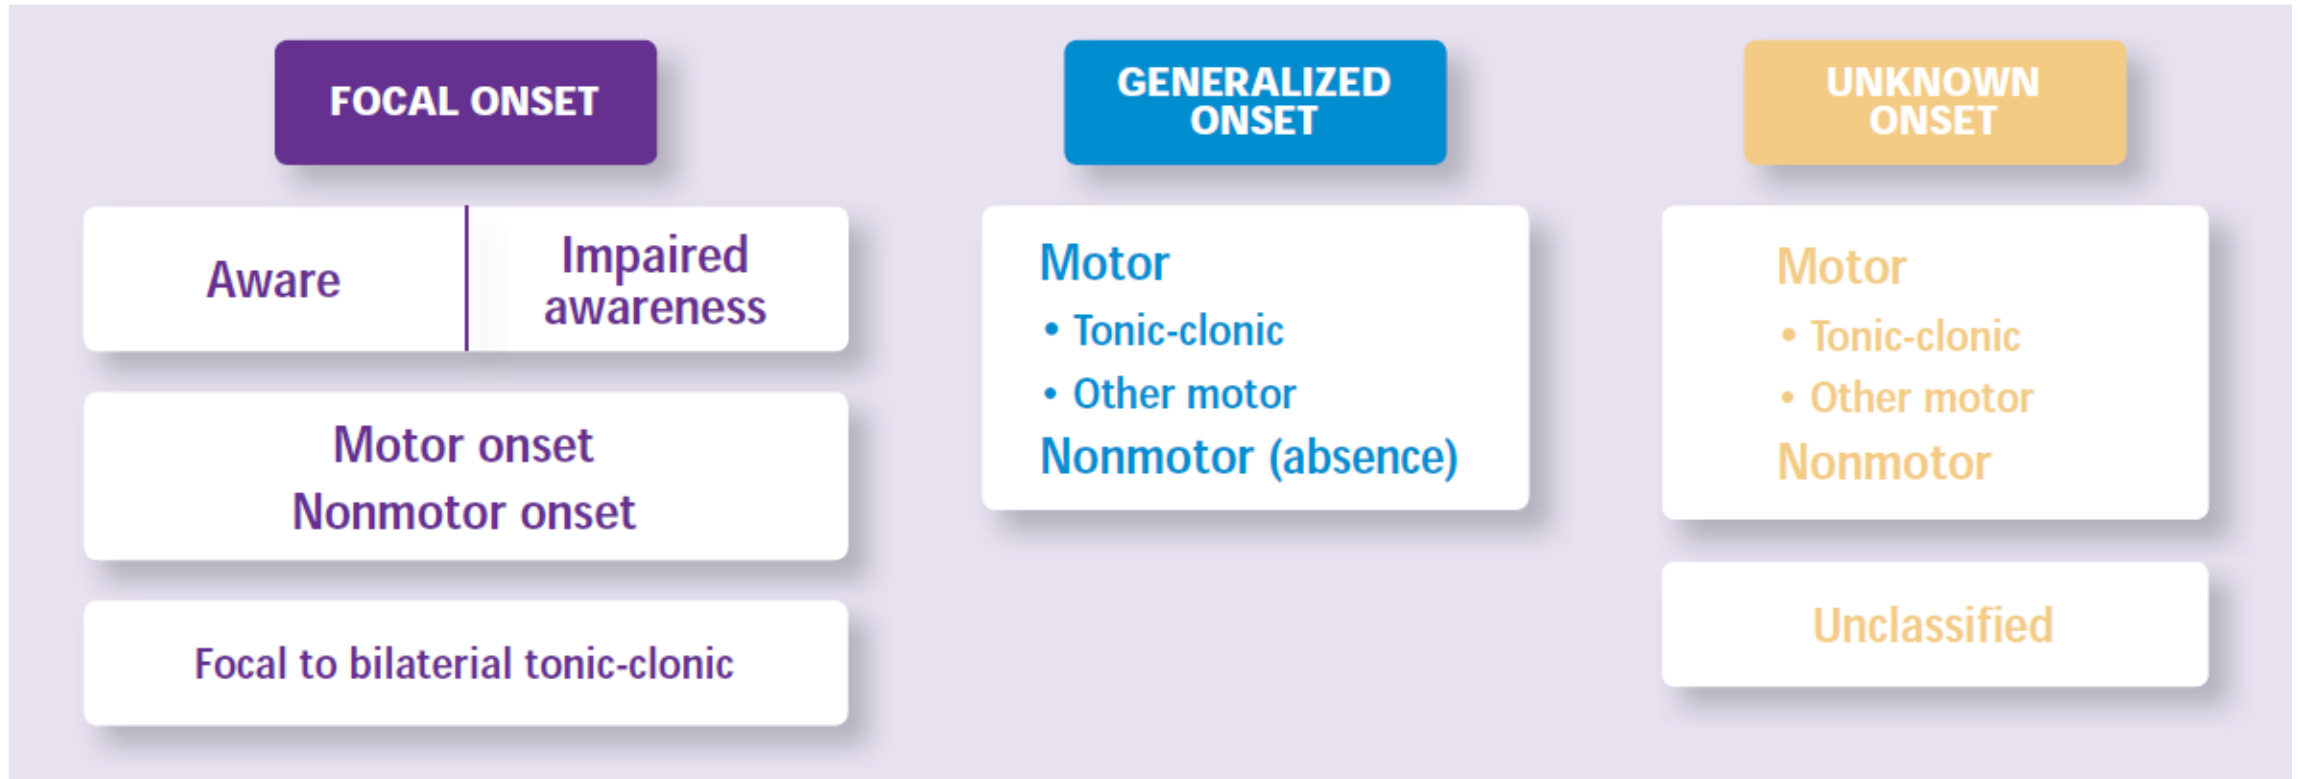 FOCAL ONSET
Aware
Impaired
awareness
Motor onset
Nonmotor onset
Focal to bilaterial tonic-clonic
GENERALIZED
ONSET
Motor
• Tonic-clonic
• Other motor
Nonmotor (absence)
UNKNOWN
ONSET
Motor
• Tonic-clonic
• Other motor
Nonmotor
Unclassified